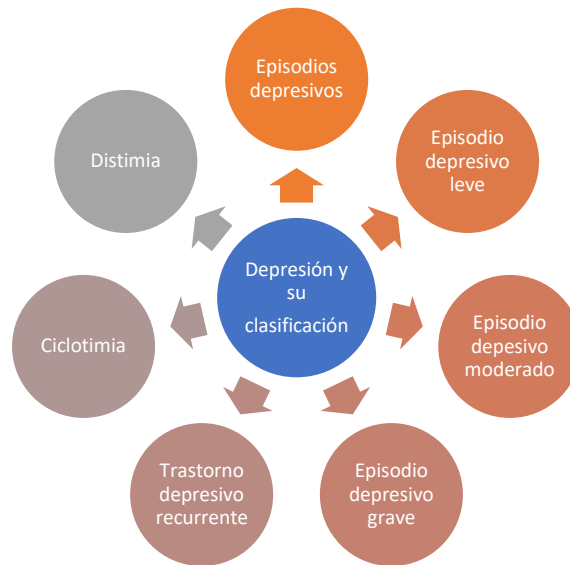 Episodios
depresivos
Episodio
depresivo
leve
Episodio
depesivo
moderado
Episodio
depresivo
grave
Trastorno
depresivo
recurrente
Ciclotimia
Distimia
Depresión y
su
clasificación